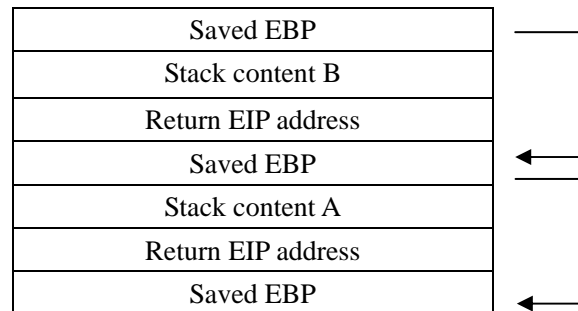 Saved EBP
Stack content B
Return EIP address
Saved EBP
Stack content A
Return EIP address
Saved EBP